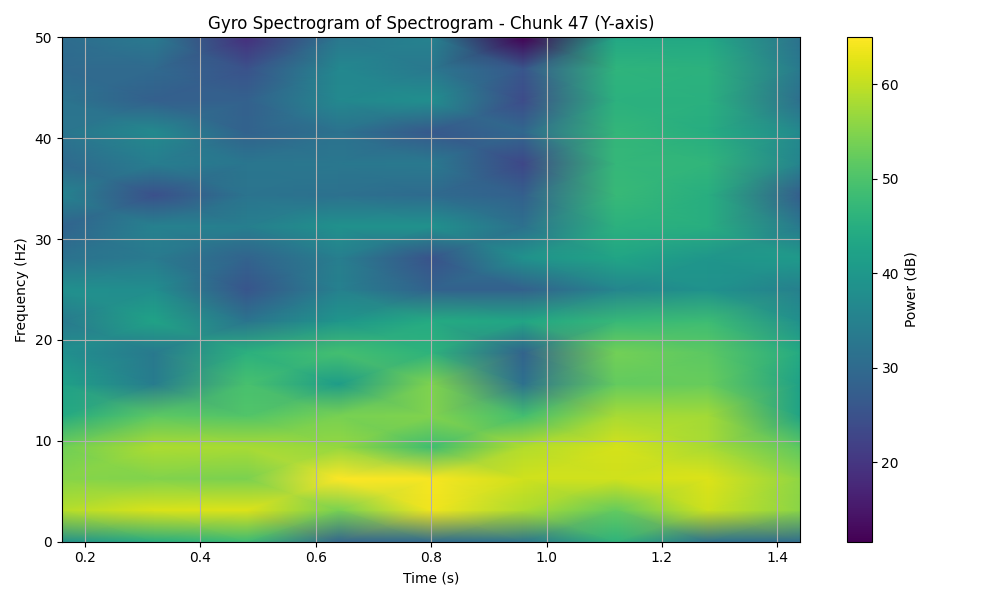 Gyro Spectrogram of Spectrogram - Chunk 47 (Y-axis)
50
40
30
20
10
0
Frequency (Hz)
0.2 0.4 0.6 0.8 1.0 1.2 1.4
Time (s)
60
50
40
30
20
Power (dB)